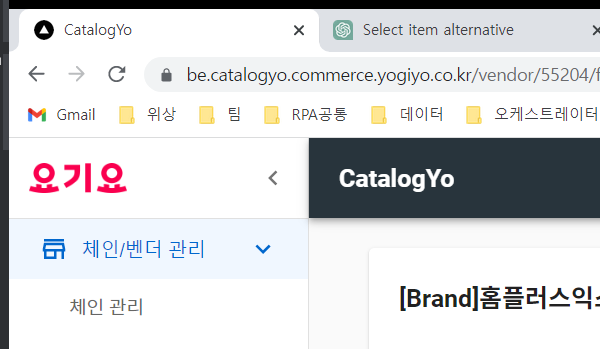 CatalogYo
Select item alternative
be.catalogyo.commerce.yogiyo.co.kr/vendor/55204/
Gmail 위상 팀 RPA공통 데이터 오케스트레이터
요기요
CatalogYo
체인/벤더 관리
[Brand]홈플러스익
체인 관리